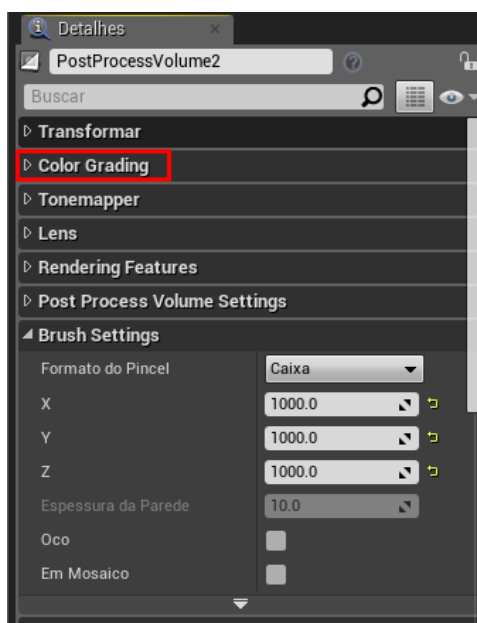 Detalhes
PostProcessVolume2
Buscar
Transformar
Color Grading
Tonemapper
Lens
Rendering Features
Post Process Volume Settings
Brush Settings
Formato do Pincel Caixa
X 1000.0
Y 1000.0
Z 1000.0
Espessura da Parede 10.0
Oco
Em Mosaico